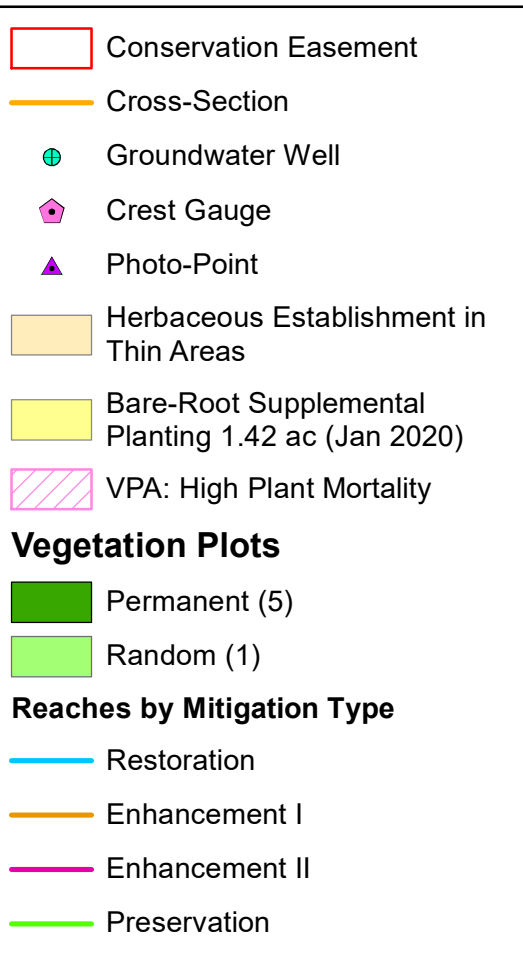 Conservation Easement
Cross-Section
Groundwater Well
Crest Gauge
Photo-Point
Herbaceous Establishment in
Thin Areas
Bare-Root Supplemental
Planting 1.42 ac (Jan 2020)
VPA: High Plant Mortality
Vegetation Plots
Permanent (5)
Random (1)
Reaches by Mitigation Type
Restoration
Enhancement I
Enhancement II
Preservation